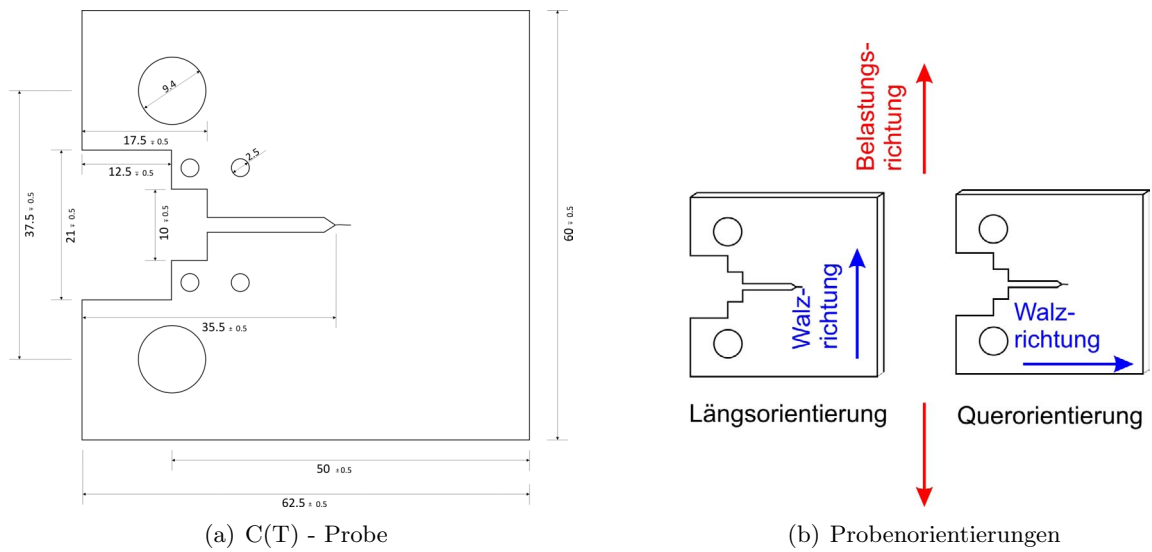 9.4
17.5 ∓ 0.5
2.5
12.5 ∓ 0.5
37.5 ∓ 0.5
21 ∓ 0.5
10 ∓ 0.5
60 ∓ 0.5
35.5 ± 0.5
50 ± 0.5
62.5 ± 0.5
(a) C(T) - Probe
Belastungs-
richtung
Walz-
richtung
Walz-
richtung
Längsorientierung
Querorientierung
(b) Probenorientierungen